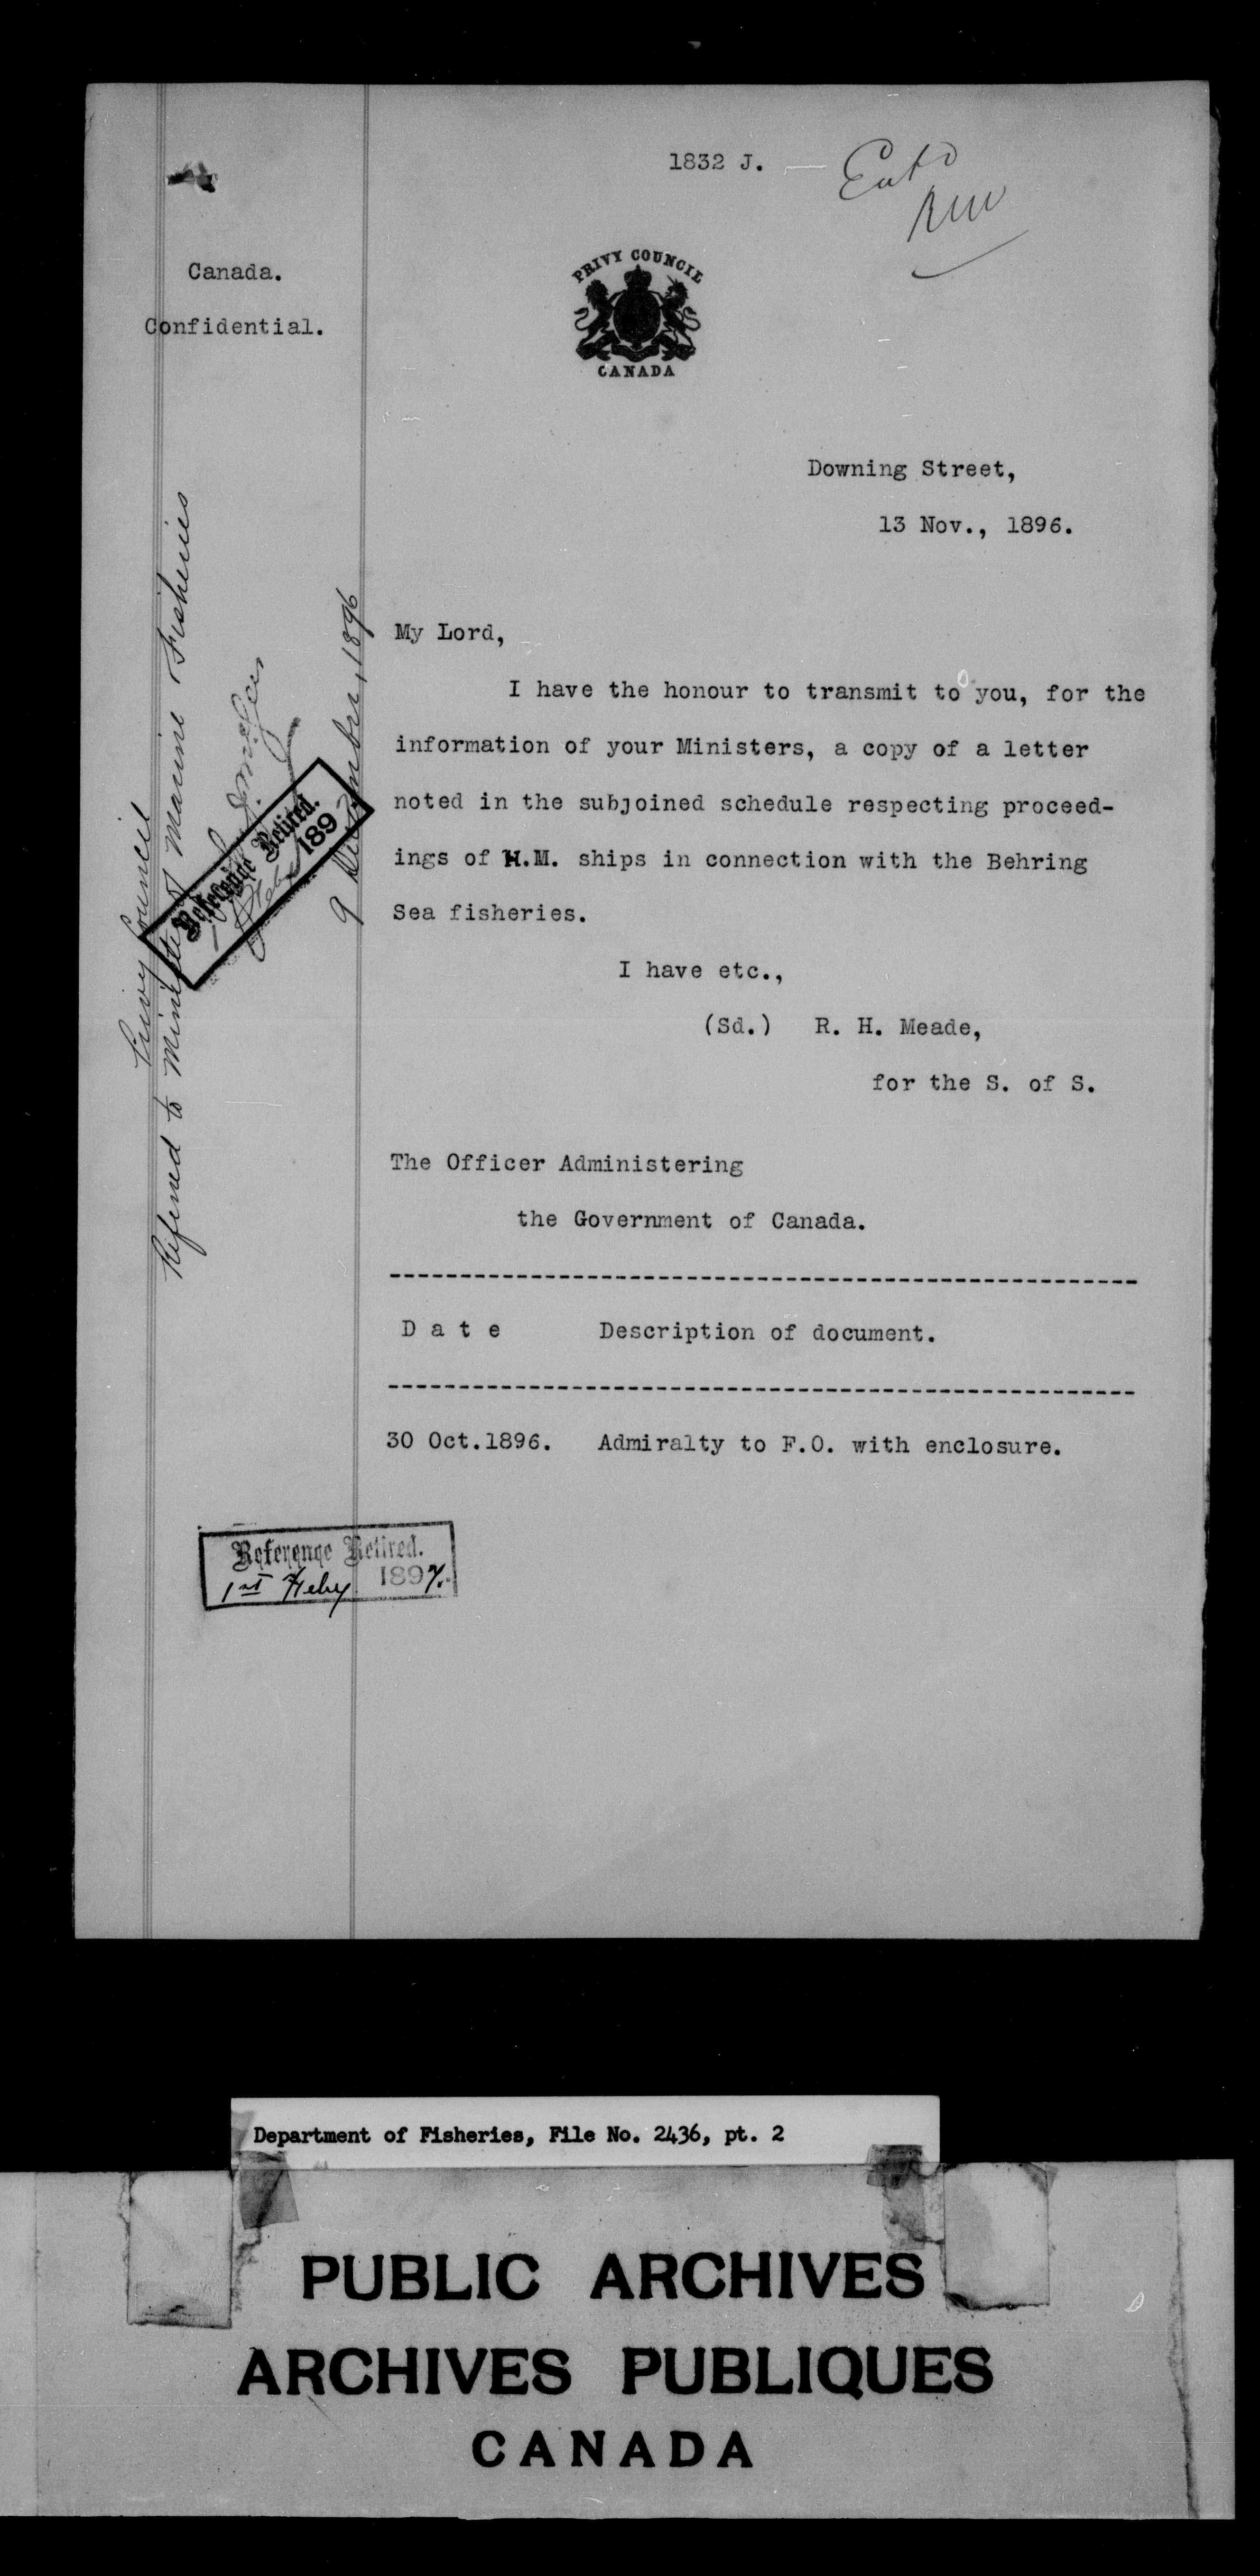 1832 J.
Entd
Canada.
Confidential.
PRIVY COUNCIL
CANADA
Downing Street,
13 Nov., 1896.
My Lord,
I have the honour to transmit to you, for the
information of your Ministers, a copy of a letter
noted in the subjoined schedule respecting proceed-
ings of H.M. ships in connection with the Behring
Sea fisheries.
I have etc.,
(Sd.) R. H. Meade,
for the S. of S.
The Officer Administering
the Government of Canada.
Date Description of document.
30 Oct.1896. Admiralty to F.O. with enclosure.
Privy Council
Referred to Minister Marine Fisheries
9 December, 1896
Reference Retired.
189
Reference Retired.
1st Feby. 1897.
Department of Fisheries, File No. 2436, pt. 2
PUBLIC ARCHIVES
ARCHIVES PUBLIQUES
CANADA